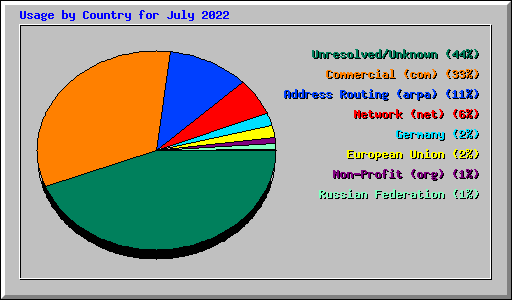 Usage by Country for July 2022
Unresolved/Unknown (44%)
Commercial (com) (33%)
Address Routing (arpa) (11%)
Network (net) (6%)
Germany (2%)
European Union (2%)
Non-Profit (org) (1%)
Russian Federation (1%)